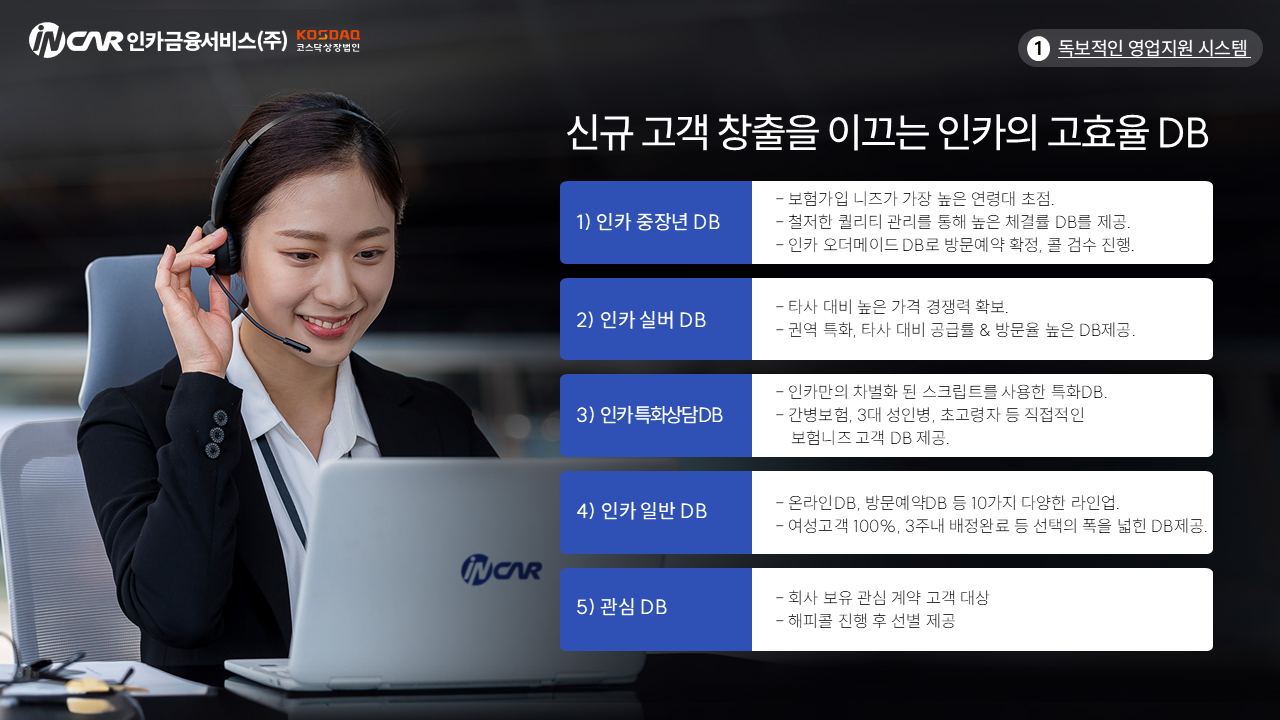 iNCAR 인카금융서비스(주) KOSDAQ 코스닥상장법인
1 독보적인 영업지원 시스템
신규 고객 창출을 이끄는 인카의 고효율 DB
1) 인카 중장년 DB
- 보험가입 니즈가 가장 높은 연령대 초점.
- 철저한 퀄리티 관리를 통해 높은 체결률 DB를 제공.
- 인카 오더메이드 DB로 방문예약 확정, 콜 검수 진행.
2) 인카 실버 DB
- 타사 대비 높은 가격 경쟁력 확보.
- 권역 특화, 타사 대비 공급률 & 방문율 높은 DB제공.
3) 인카특화상담DB
- 인카만의 차별화 된 스크립트를 사용한 특화DB.
- 간병보험, 3대 성인병, 초고령자 등 직접적인
보험니즈 고객 DB 제공.
4) 인카 일반 DB
- 온라인DB, 방문예약DB 등 10가지 다양한 라인업.
- 여성고객 100%, 3주내 배정완료 등 선택의 폭을 넓힌 DB제공.
5) 관심 DB
- 회사 보유 관심 계약 고객 대상
- 해피콜 진행 후 선별 제공
iNCAR